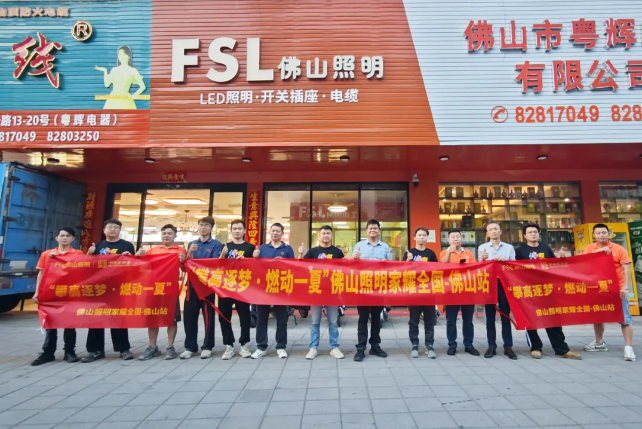 线®
路13-20号（粤辉电器）
17049 82803250
FSL 佛山照明
LED照明·开关插座·电缆
佛山市粤辉
有限公司
82817049 82
FSL
“攀高逐梦·燃动一夏”
佛山照明家耀全国·佛山站
“攀高逐梦·燃动一夏”佛山照明家耀全国·佛山站
“攀高逐梦·燃动一夏”
佛山照明家耀全国·佛山站